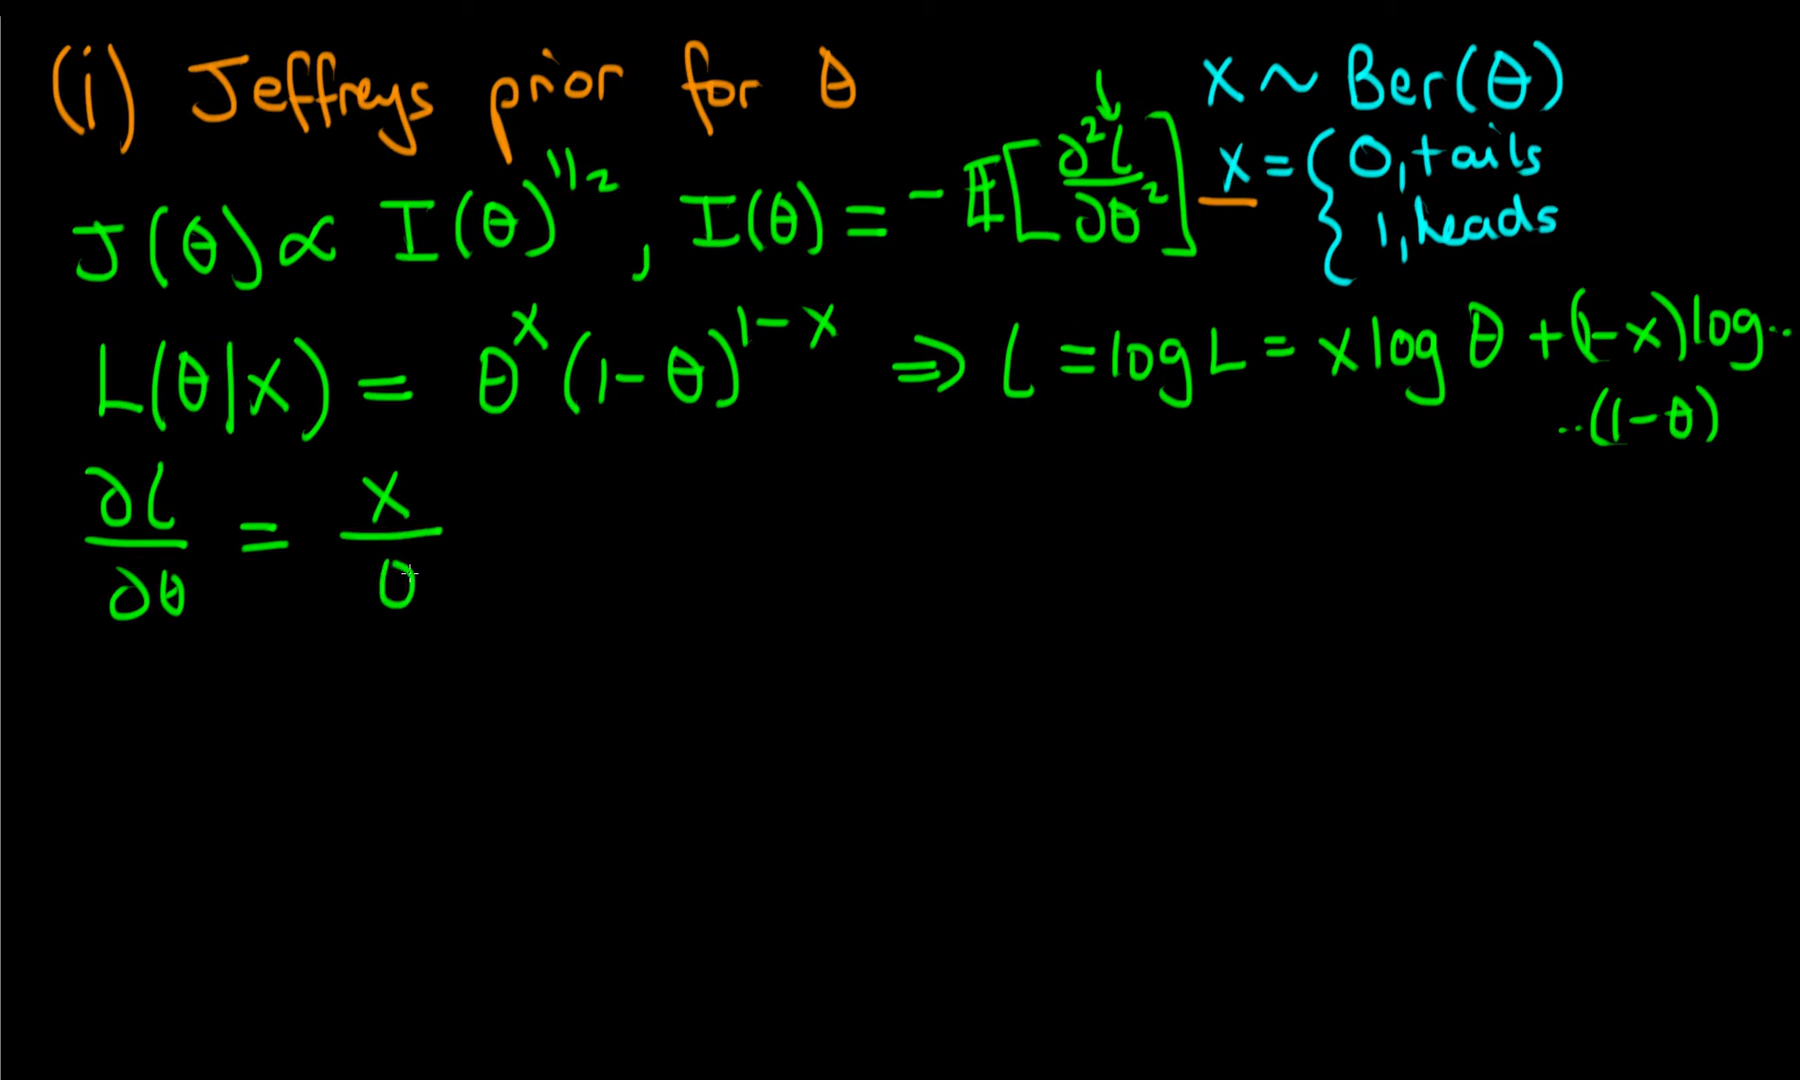 (i) Jeffreys prior for θ
X ~ Ber(θ)
X = { 0, tails
1, heads
J(θ) ∝ I(θ)^1/2, I(θ) = -𝔼[∂²l/∂θ²]
L(θ|X) = θ^X (1-θ)^1-X ⇒ l = log L = X log θ + (1-X) log..
..(1-θ)
∂l/∂θ = X/0